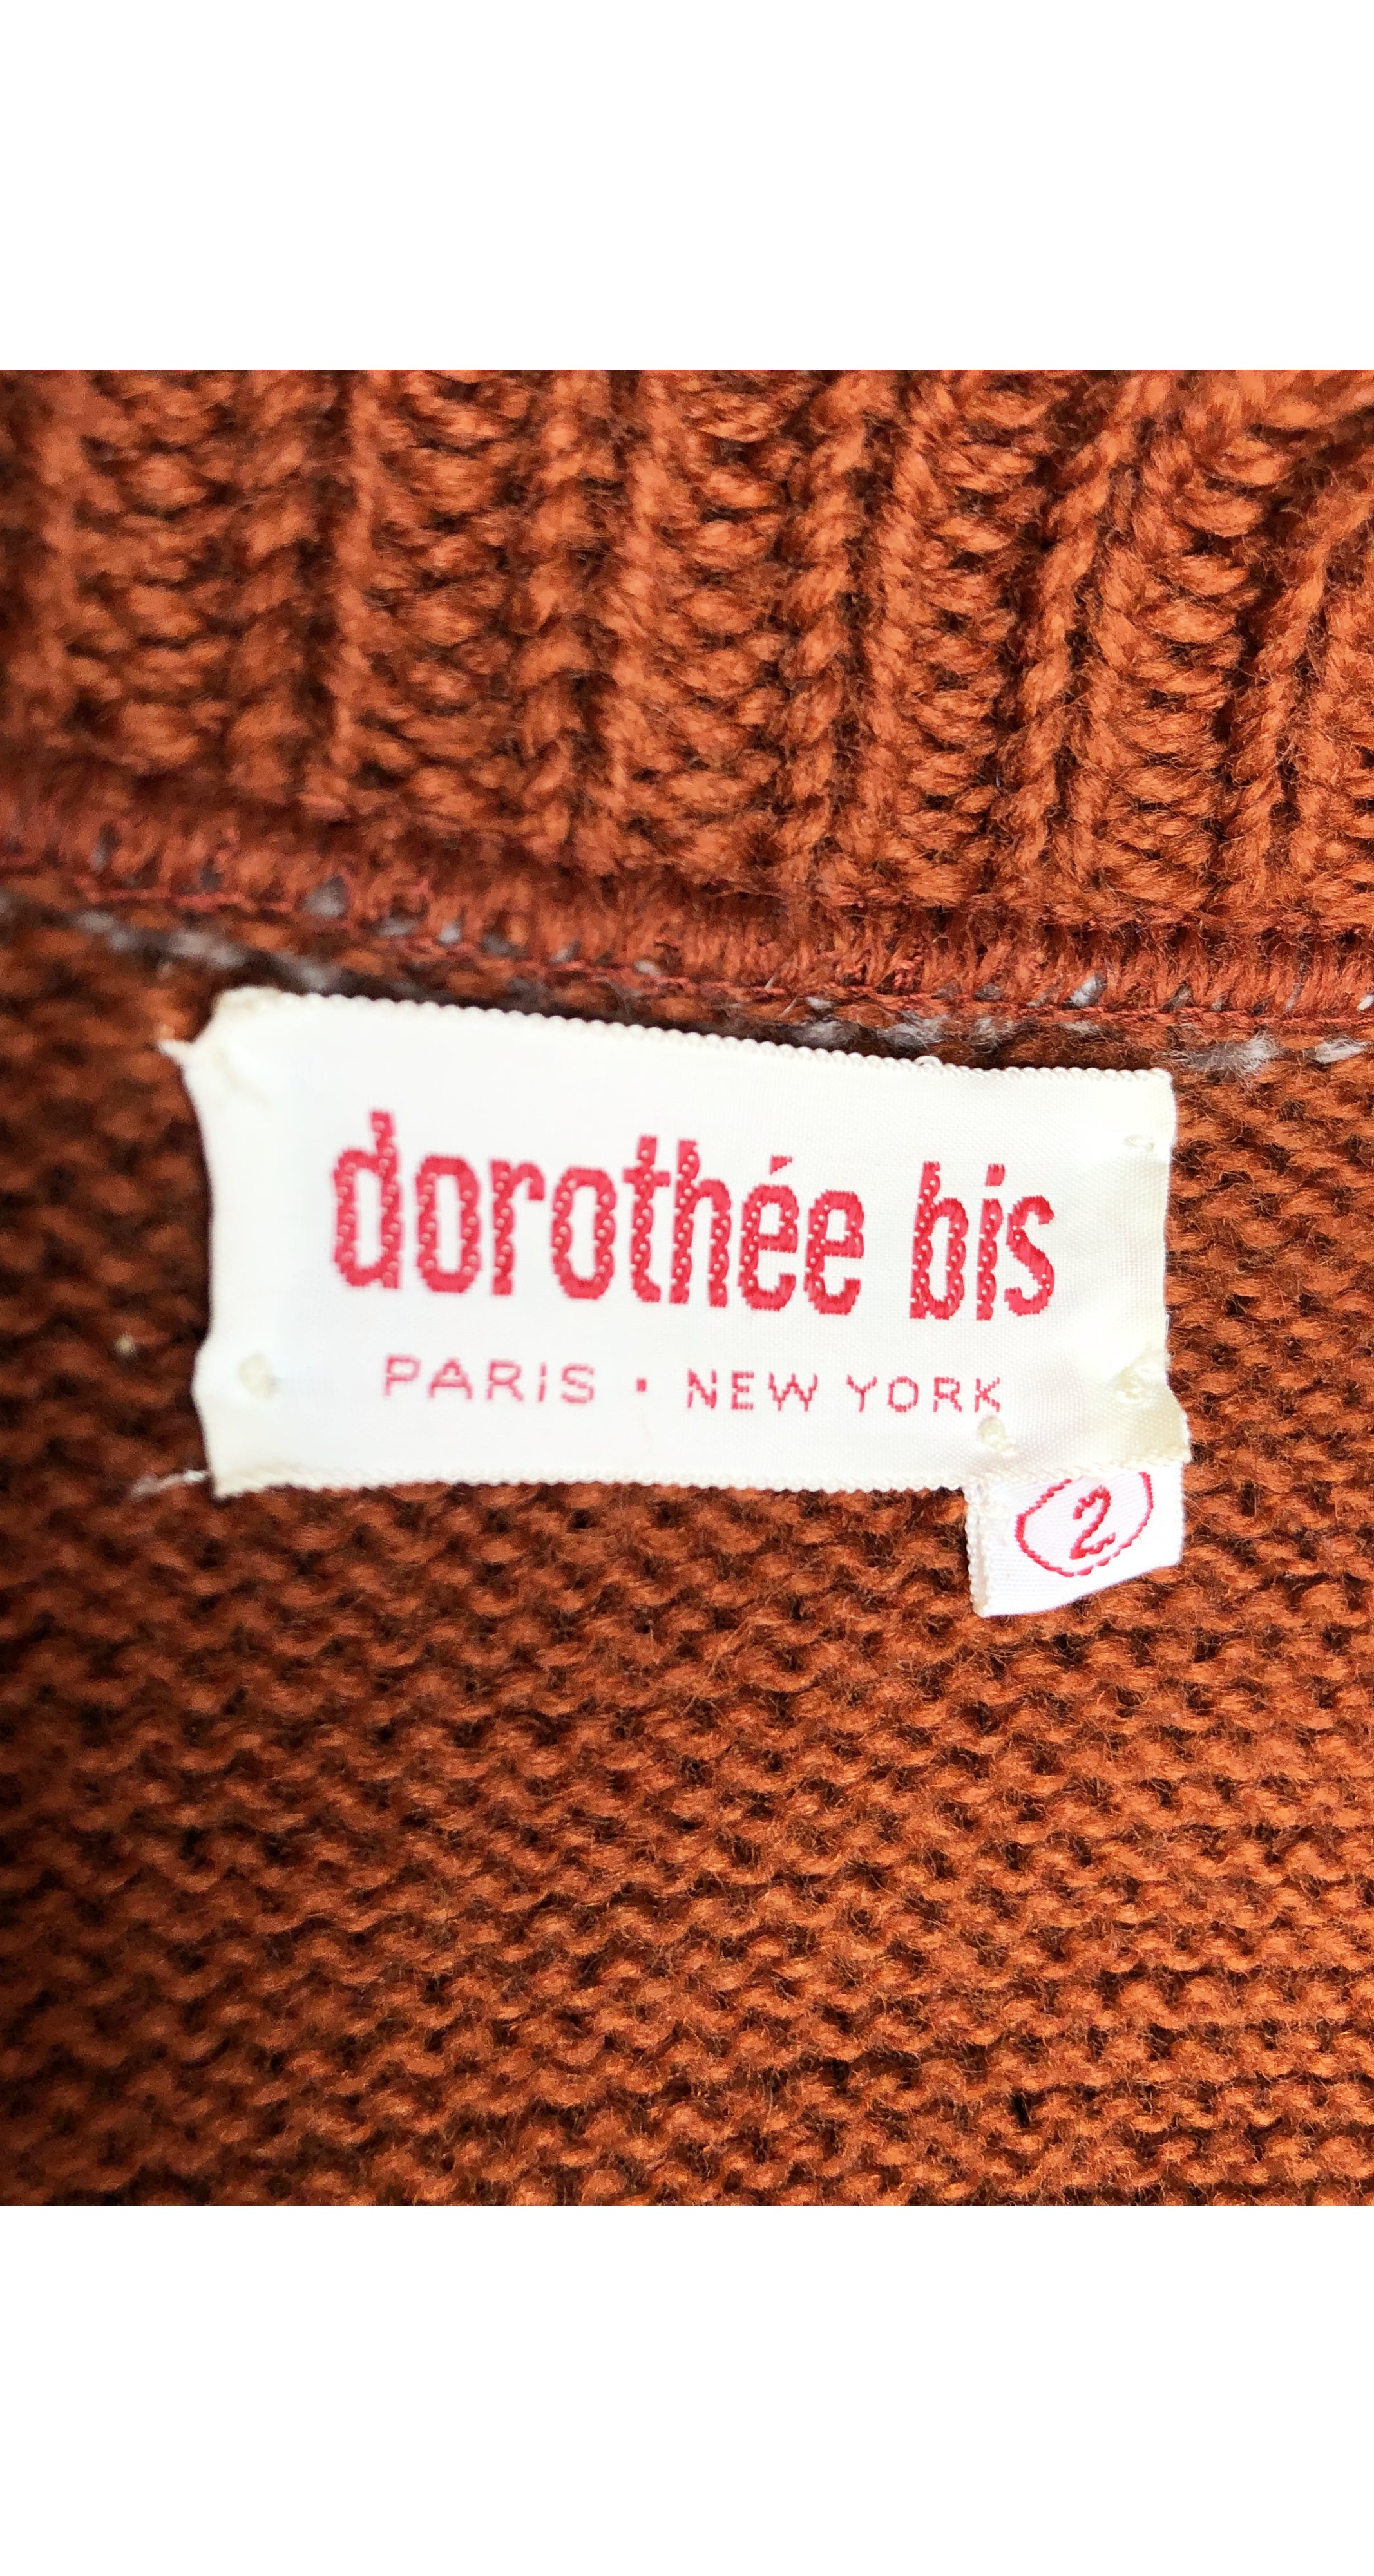 dorothée bis
PARIS · NEW YORK
2